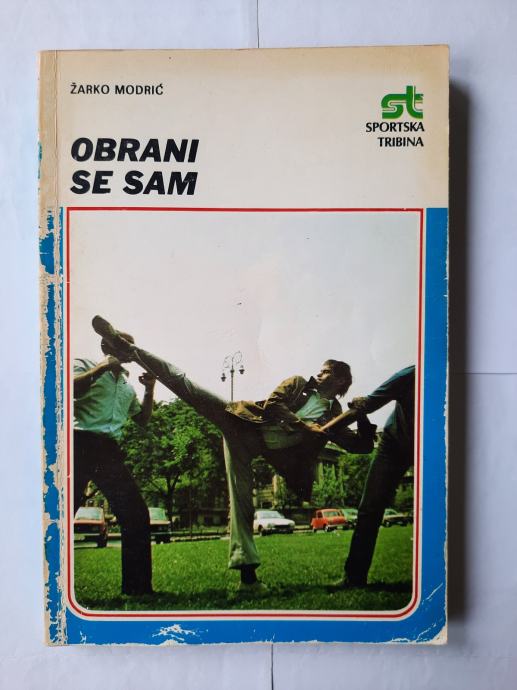 ŽARKO MODRIĆ
st
SPORTSKA
TRIBINA
OBRANI
SE SAM